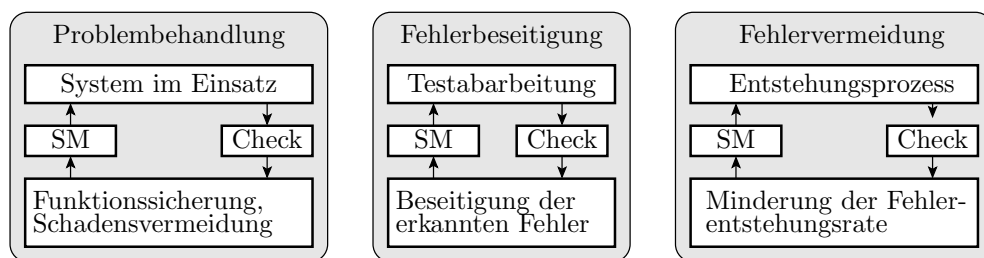 Problembehandlung
System im Einsatz
SM
Check
Funktionssicherung,
Schadensvermeidung
Fehlerbeseitigung
Testabarbeitung
SM
Check
Beseitigung der
erkannten Fehler
Fehlervermeidung
Entstehungsprozess
SM
Check
Minderung der Fehler-
entstehungsrate